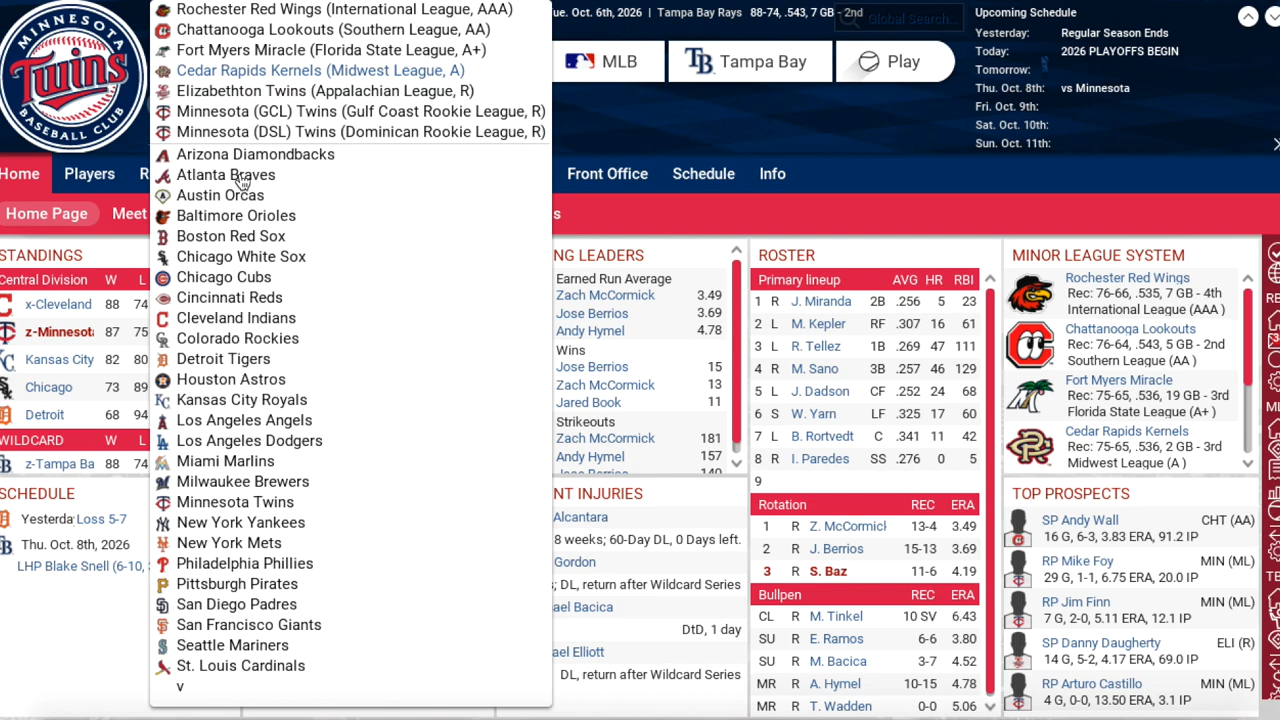 MINNESOTA
Twins
BASEBALL CLUB
Rochester Red Wings (International League, AAA)
Chattanooga Lookouts (Southern League, AA)
Fort Myers Miracle (Florida State League, A+)
Cedar Rapids Kernels (Midwest League, A)
Elizabethton Twins (Appalachian League, R)
Minnesota (GCL) Twins (Gulf Coast Rookie League, R)
Minnesota (DSL) Twins (Dominican Rookie League, R)
Arizona Diamondbacks
Atlanta Braves
Austin Orcas
Baltimore Orioles
Boston Red Sox
Chicago White Sox
Chicago Cubs
Cincinnati Reds
Cleveland Indians
Colorado Rockies
Detroit Tigers
Houston Astros
Kansas City Royals
Los Angeles Angels
Los Angeles Dodgers
Miami Marlins
Milwaukee Brewers
Minnesota Twins
New York Yankees
New York Mets
Philadelphia Phillies
Pittsburgh Pirates
San Diego Padres
San Francisco Giants
Seattle Mariners
St. Louis Cardinals
v
ue. Oct. 6th, 2026 | Tampa Bay Rays 88-74, .543, 7 GB - 2nd
Global Search...
MLB
Tampa Bay
Play
Upcoming Schedule
Yesterday: Regular Season Ends
Today: 2026 PLAYOFFS BEGIN
Tomorrow:
Thu. Oct. 8th: vs Minnesota
Fri. Oct. 9th:
Sat. Oct. 10th:
Sun. Oct. 11th:
Home Players R Front Office Schedule Info
Home Page Meet s
STANDINGS
Central Division W L
x-Cleveland 88 74
z-Minnesota 87 75
Kansas City 82 80
Chicago 73 89
Detroit 68 94
WILDCARD W L
z-Tampa Ba 88 74
SCHEDULE
Yesterda Loss 5-7
Thu. Oct. 8th, 2026
LHP Blake Snell (6-10,
NG LEADERS
Earned Run Average
Zach McCormick 3.49
Jose Berrios 3.69
Andy Hymel 4.78
Wins
Jose Berrios 15
Zach McCormick 13
Jared Book 11
Strikeouts
Zach McCormick 181
Andy Hymel 157
Jose Berrios 140
NT INJURIES
Alcantara
8 weeks; 60-Day DL, 0 Days left.
Gordon
s; DL, return after Wildcard Series
ael Bacica
DtD, 1 day
ael Elliott
DL, return after Wildcard Series
ROSTER
Primary lineup AVG HR RBI
1 R J. Miranda 2B .256 5 23
2 L M. Kepler RF .307 16 61
3 L R. Tellez 1B .269 47 111
4 R M. Sano 3B .257 46 129
5 L J. Dadson CF .252 24 68
6 S W. Yarn LF .325 17 60
7 L B. Rortvedt C .341 11 42
8 R I. Paredes SS .276 0 5
9
Rotation REC ERA
1 R Z. McCormick 13-4 3.49
2 R J. Berrios 15-13 3.69
3 R S. Baz 11-6 4.19
Bullpen REC ERA
CL R M. Tinkel 10 SV 6.43
SU R E. Ramos 6-6 3.80
SU R M. Bacica 3-7 4.52
MR R A. Hymel 10-15 4.78
MR R T. Wadden 0-0 5.06
MINOR LEAGUE SYSTEM
Rochester Red Wings
Rec: 76-66, .535, 7 GB - 4th
International League (AAA )
Chattanooga Lookouts
Rec: 76-64, .543, 5 GB - 2nd
Southern League (AA )
Fort Myers Miracle
Rec: 75-65, .536, 19 GB - 3rd
Florida State League (A+ )
Cedar Rapids Kernels
Rec: 75-65, .536, 2 GB - 3rd
Midwest League (A )
TOP PROSPECTS
SP Andy Wall CHT (AA)
16 G, 6-3, 3.83 ERA, 91.2 IP
RP Mike Foy MIN (ML)
29 G, 1-1, 6.75 ERA, 20.0 IP
RP Jim Finn MIN (ML)
7 G, 2-0, 5.11 ERA, 12.1 IP
SP Danny Daugherty ELI (R)
14 G, 5-2, 4.17 ERA, 69.0 IP
RP Arturo Castillo MIN (ML)
4 G, 0-0, 13.50 ERA, 3.1 IP